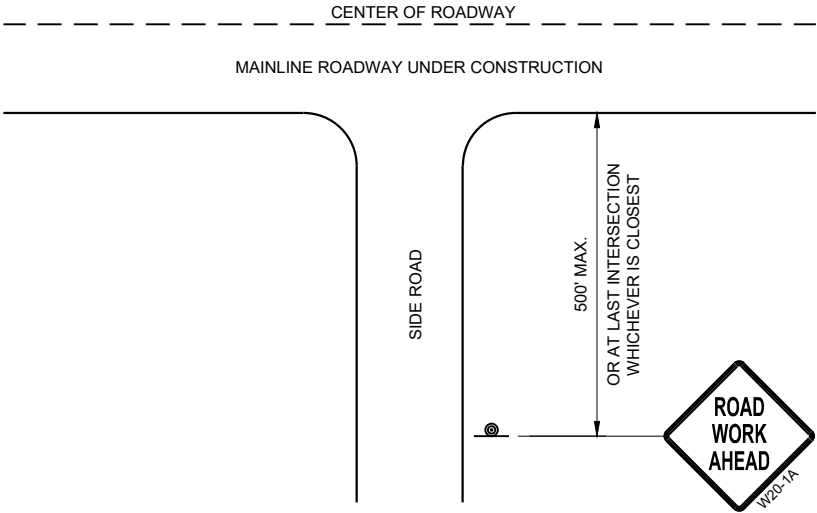 CENTER OF ROADWAY
MAINLINE ROADWAY UNDER CONSTRUCTION
SIDE ROAD
500' MAX.
OR AT LAST INTERSECTION
WHICHEVER IS CLOSEST
ROAD
WORK
AHEAD
W20-1A